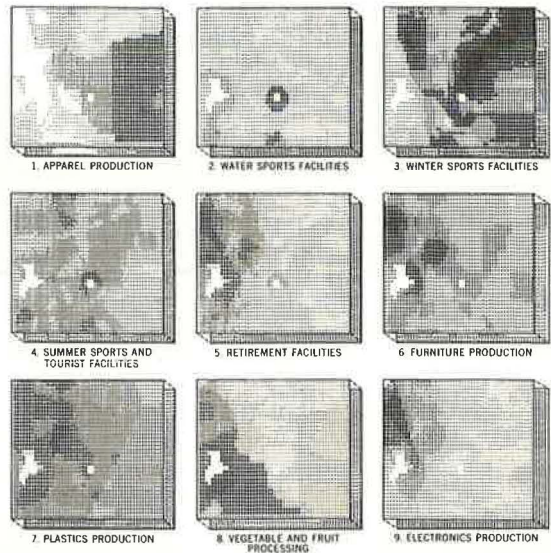 1. APPAREL PRODUCTION
2. WATER SPORTS FACILITIES
3. WINTER SPORTS FACILITIES
4. SUMMER SPORTS AND
TOURIST FACILITIES
5. RETIREMENT FACILITIES
6. FURNITURE PRODUCTION
7. PLASTICS PRODUCTION
8. VEGETABLE AND FRUIT
PROCESSING
9. ELECTRONICS PRODUCTION